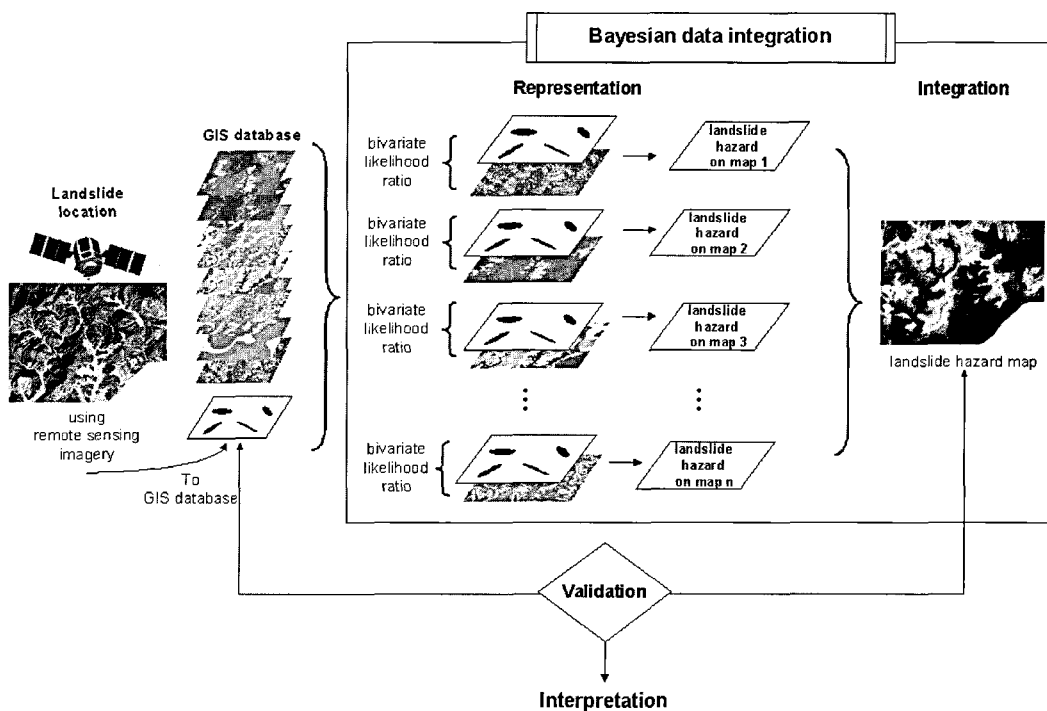 Bayesian data integration
Representation
Integration
GIS database
Landslide
location
using
remote sensing
imagery
To
GIS database
bivariate
likelihood
ratio
landslide
hazard
on map 1
bivariate
likelihood
ratio
landslide
hazard
on map 2
bivariate
likelihood
ratio
landslide
hazard
on map 3
bivariate
likelihood
ratio
landslide
hazard
on map n
landslide hazard map
Validation
Interpretation